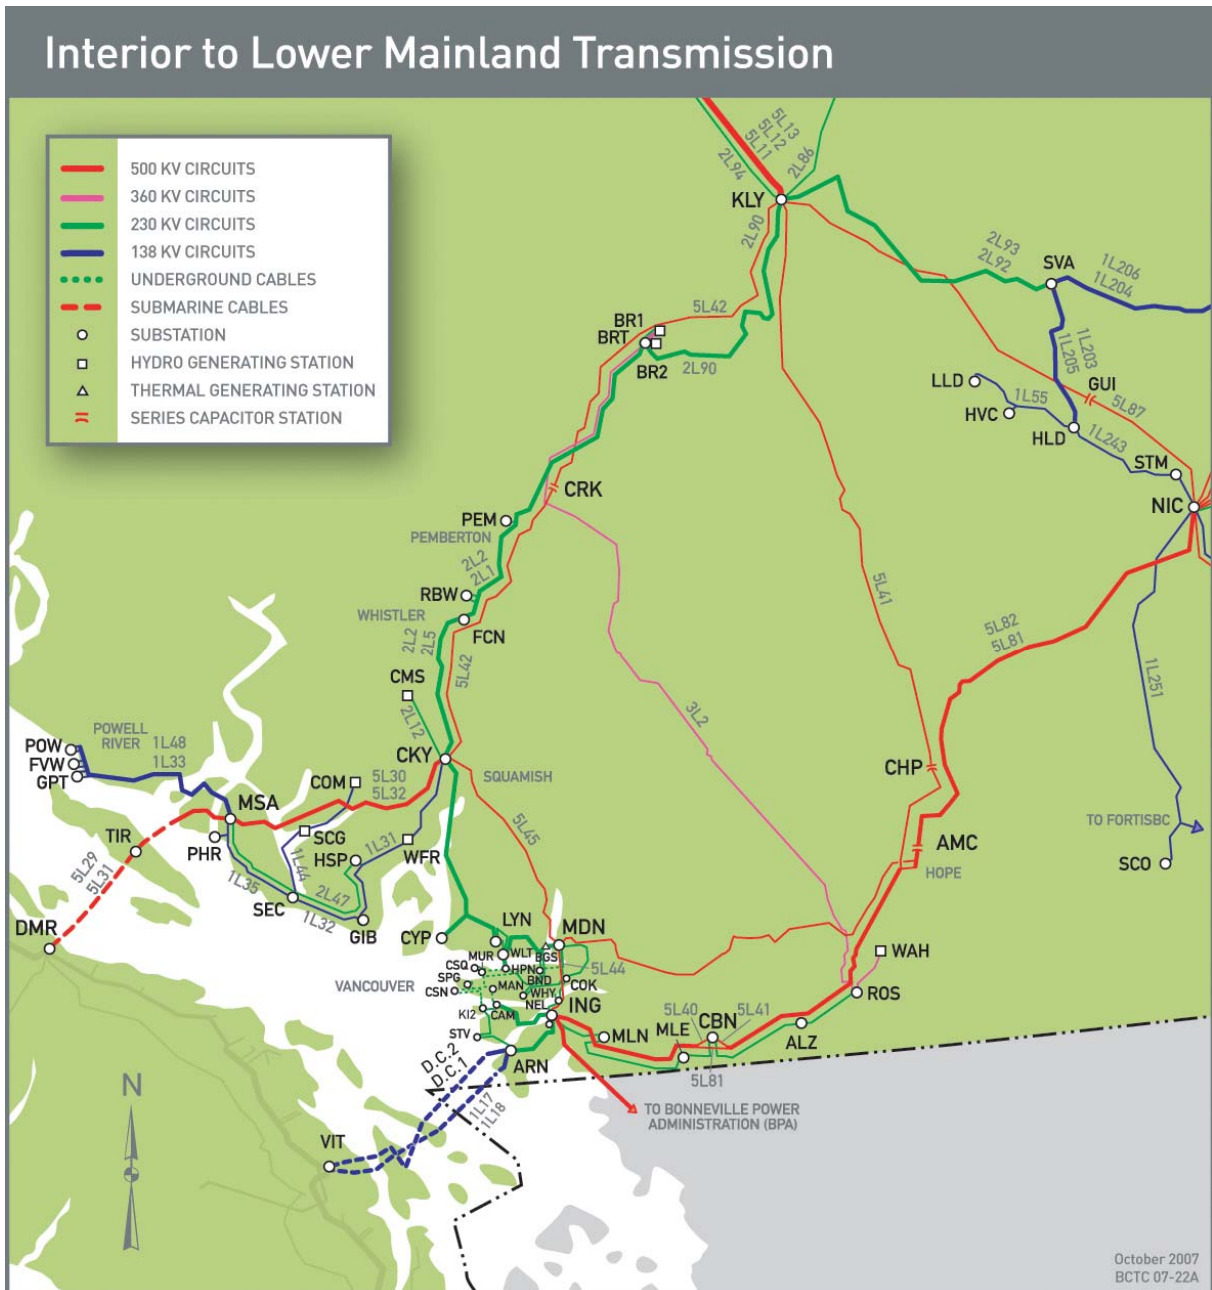 Interior to Lower Mainland Transmission
500 KV CIRCUITS
360 KV CIRCUITS
230 KV CIRCUITS
138 KV CIRCUITS
UNDERGROUND CABLES
SUBMARINE CABLES
SUBSTATION
HYDRO GENERATING STATION
THERMAL GENERATING STATION
SERIES CAPACITOR STATION
5L13
5L12
5L11
2L94
2L86
KLY
2L90
2L93
2L92
SVA
1L206
1L204
BR1
BRT
BR2
5L42
2L90
1L203
1L205
LLD
1L55
HVC
GUI
5L87
HLD
1L243
STM
NIC
CRK
PEM
PEMBERTON
2L2
2L1
RBW
WHISTLER
FCN
2L2
2L5
5L42
5L41
5L82
5L81
1L251
CMS
2L12
3L2
POWELL
RIVER
1L48
1L33
POW
FVW
GPT
CKY
SQUAMISH
COM
5L30
5L32
MSA
CHP
TIR
PHR
SCG
1L44
HSP
1L31
WFR
5L45
AMC
HOPE
TO FORTISBC
SCO
5L29
5L31
1L35
2L47
SEC
1L32
GIB
DMR
CYP
LYN
MDN
WAH
MUR
WLT
BGS
CSQ
HPN
5L44
SPG
BND
COK
VANCOUVER
CSN
MAN
WHY
NEL
ING
ROS
KI2
CAM
STV
MLN
MLE
5L40
CBN
5L41
ALZ
ARN
5L81
D.C.2
D.C.1
1L17
1L18
TO BONNEVILLE POWER
ADMINISTRATION (BPA)
N
VIT
October 2007
BCTC 07-22A